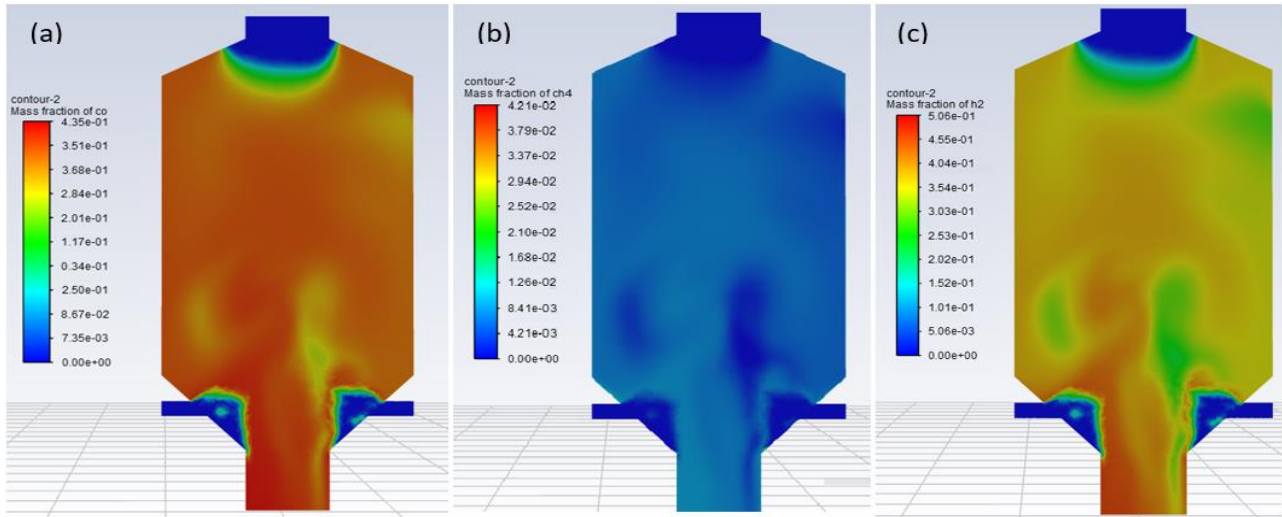 (a)
contour-2
Mass fraction of co
4.35e-01
3.51e-01
3.68e-01
2.84e-01
2.01e-01
1.17e-01
0.34e-01
2.50e-01
8.67e-02
7.35e-03
0.00e+00
(b)
contour-2
Mass fraction of ch4
4.21e-02
3.79e-02
3.37e-02
2.94e-02
2.52e-02
2.10e-02
1.68e-02
1.26e-02
8.41e-03
4.21e-03
0.00e+00
(c)
contour-2
Mass fraction of h2
5.06e-01
4.54e-01
3.54e-01
3.03e-01
2.53e-01
2.02e-01
1.52e-01
1.01e-02
5.06e-03
0.00e+00